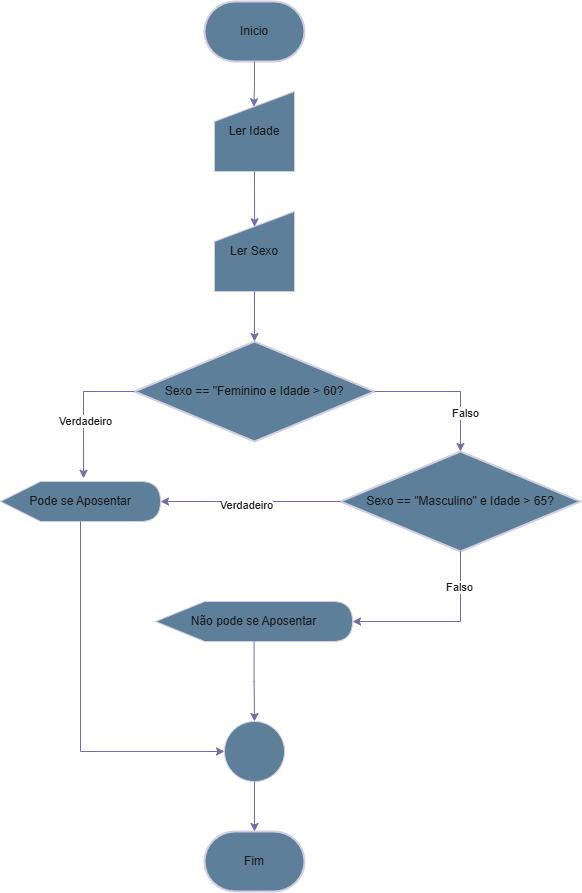 Inicio
Ler Idade
Ler Sexo
Sexo == "Feminino e Idade > 60?
Verdadeiro
Falso
Pode se Aposentar
Verdadeiro
Sexo == "Masculino" e Idade > 65?
Falso
Não pode se Aposentar
Fim